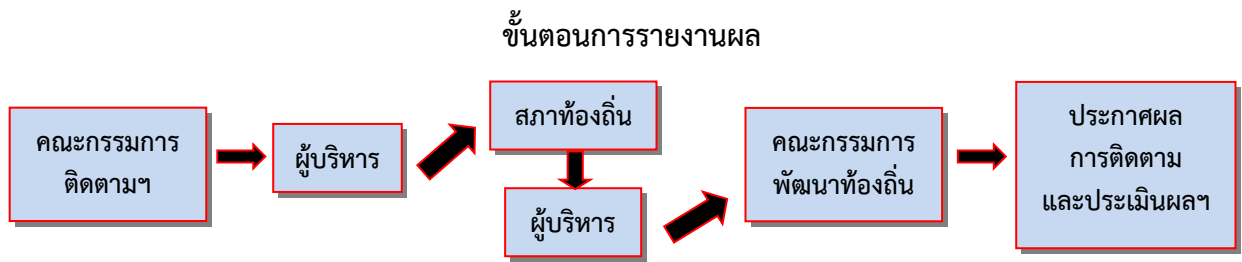 ขั้นตอนการรายงานผล
คณะกรรมการ
ติดตามฯ
ผู้บริหาร
สภาท้องถิ่น
ผู้บริหาร
คณะกรรมการ
พัฒนาท้องถิ่น
ประกาศผล
การติดตาม
และประเมินผลฯ